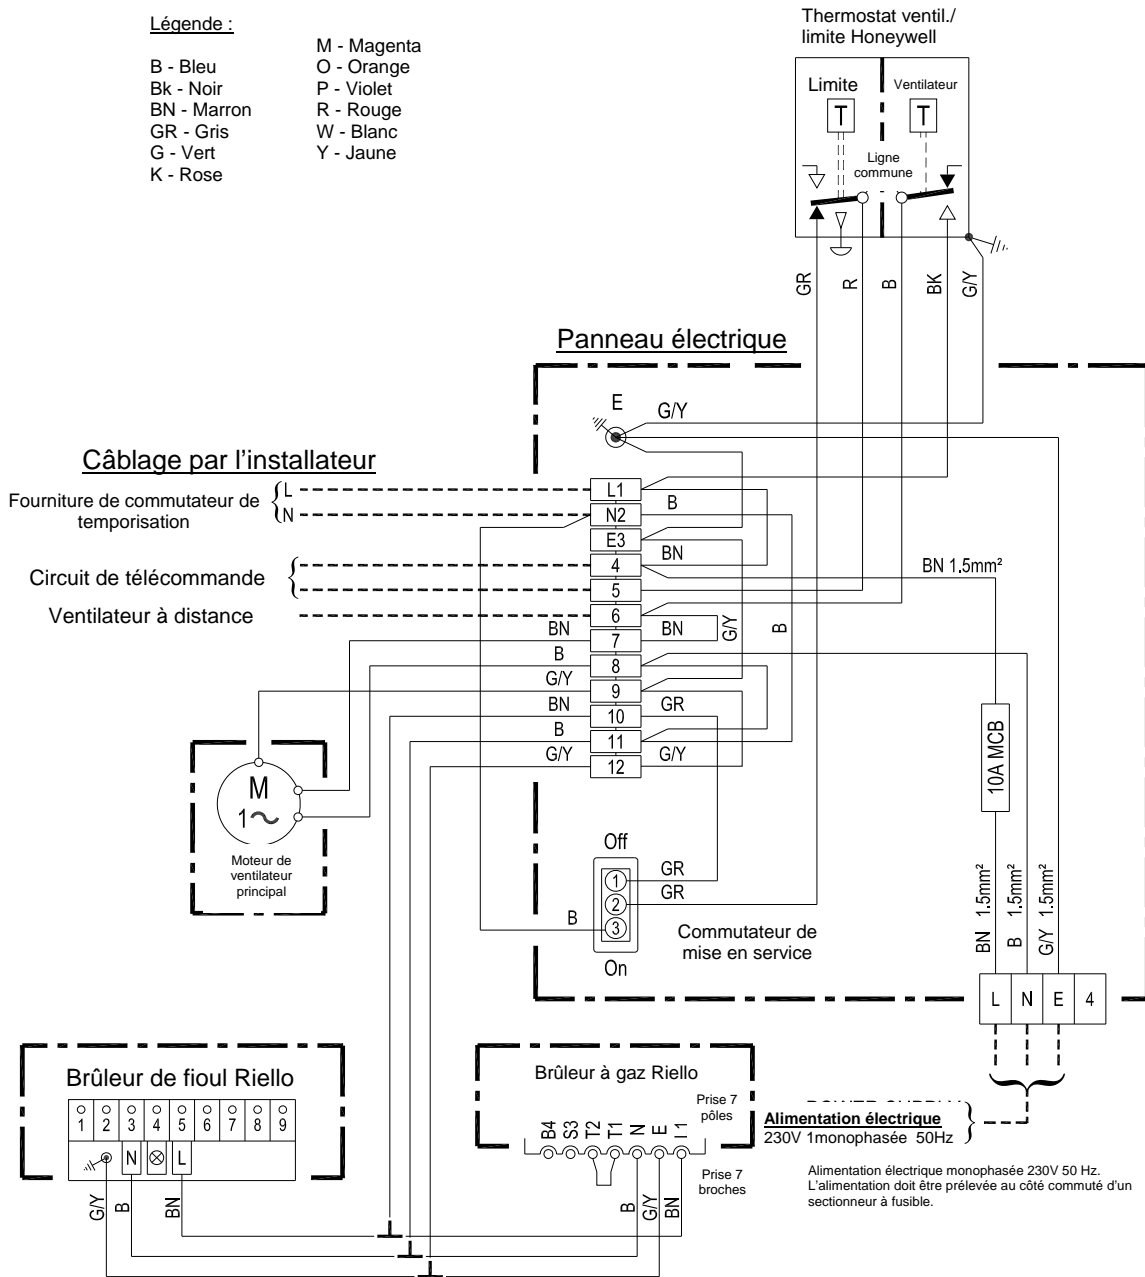 Légende :
M - Magenta
B - Bleu
O - Orange
Bk - Noir
P - Violet
BN - Marron
R - Rouge
GR - Gris
W - Blanc
G - Vert
Y - Jaune
K - Rose
Thermostat ventil./
limite Honeywell
Limite
Ventilateur
T
T
Ligne
commune
GR
R
B
BK
G/Y
Panneau électrique
E
G/Y
Câblage par l’installateur
Fourniture de commutateur de
temporisation
L
N
Circuit de télécommande
Ventilateur à distance
L1
N2
E3
4
5
6
7
8
9
10
11
12
B
BN
BN
G/Y
B
GR
G/Y
BN
B
G/Y
BN
B
G/Y
BN 1.5mm²
10A MCB
BN 1.5mm²
B 1.5mm²
G/Y 1.5mm²
M
1
Moteur de
ventilateur
principal
Off
1
2
3
On
GR
GR
B
Commutateur de
mise en service
L
N
E
4
Brûleur de fioul Riello
1 2 3 4 5 6 7 8 9
N
L
G/Y
B
BN
Brûleur à gaz Riello
Prise 7
pôles
B4
S3
T2
T1
N
E
I1
Prise 7
broches
B
G/Y
BN
Alimentation électrique
230V 1monophasée 50Hz
Alimentation électrique monophasée 230V 50 Hz.
L’alimentation doit être prélevée au côté commuté d’un
sectionneur à fusible.